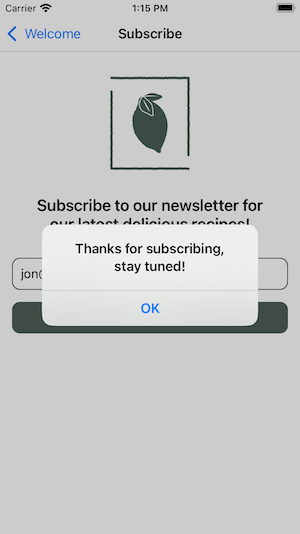 Carrier 1:15 PM
Welcome Subscribe
Subscribe to our newsletter for
our latest delicious recipes!
Thanks for subscribing,
stay tuned!
jon@
OK